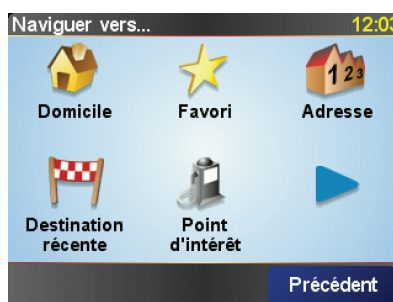 Naviguer vers... 12:03
Domicile Favori Adresse
1 2 3
Destination récente
Point d'intérêt
Précédent